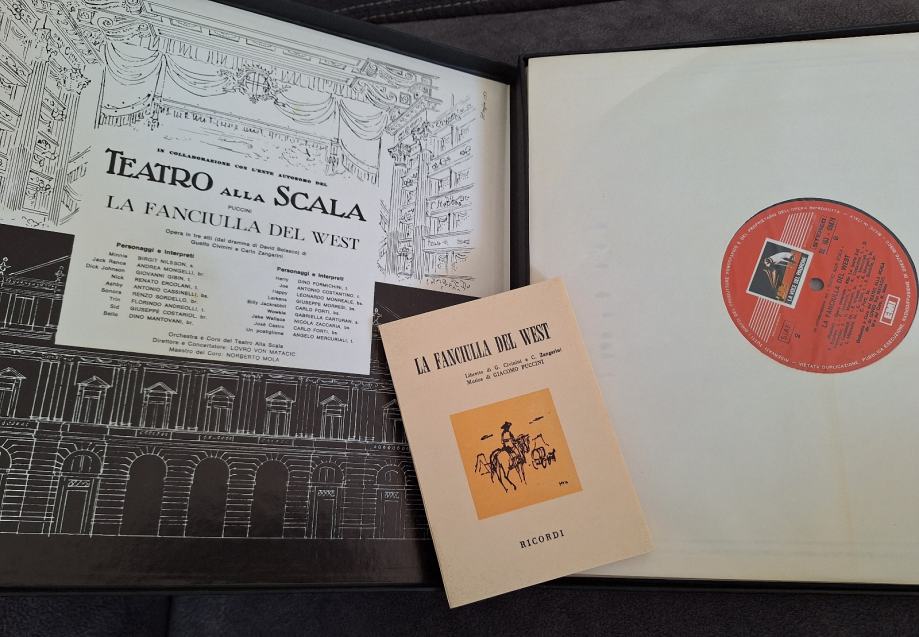 IN COLLABORAZIONE CON L'ENTE AUTONOMO DEL
TEATRO ALLA SCALA
PUCCINI
LA FANCIULLA DEL WEST
Opera in tre atti (dal dramma di David Belasco) di
Guelfo Civinini e Carlo Zangarini
Personaggi e Interpreti
Minnie BIRGIT NILSSON, s.
Jack Rance ANDREA MONGELLI, br.
Dick Johnson GIOVANNI GIBIN, t.
Nick RENATO ERCOLANI, t.
Ashby ANTONIO CASSINELLI, bs.
Sonora RENZO SORDELLO, br.
Trin FLORINDO ANDREOLLI, t.
Sid GIUSEPPE COSTARIOL, br.
Bello DINO MANTOVANI, br.
Personaggi e Interpreti
Harry DINO FORMICHINI, t.
Joe ANTONIO COSTANTINO, t.
Happy LEONARDO MONREALE, bs.
Larkens GIUSEPPE MORRESI, bs.
Billy Jackrabbit CARLO FORTI, bs.
Wowkle GABRIELLA CARTURAN, s.
Jake Wallace NICOLA ZACCARIA, bs.
José Castro CARLO FORTI, bs.
Un postiglione ANGELO MERCURIALI, t.
Orchestra e Coro del Teatro Alla Scala
Direttore e Concertatore: LOVRO VON MATACIC
Maestro del Coro: NORBERTO MOLA
LA FANCIULLA DEL WEST
Libretto di G. Civinini e C. Zangarini
Musica di GIACOMO PUCCINI
RICORDI
STEREO
LA VOCE DEL PADRONE
LA FANCIULLA DEL WEST
EMI